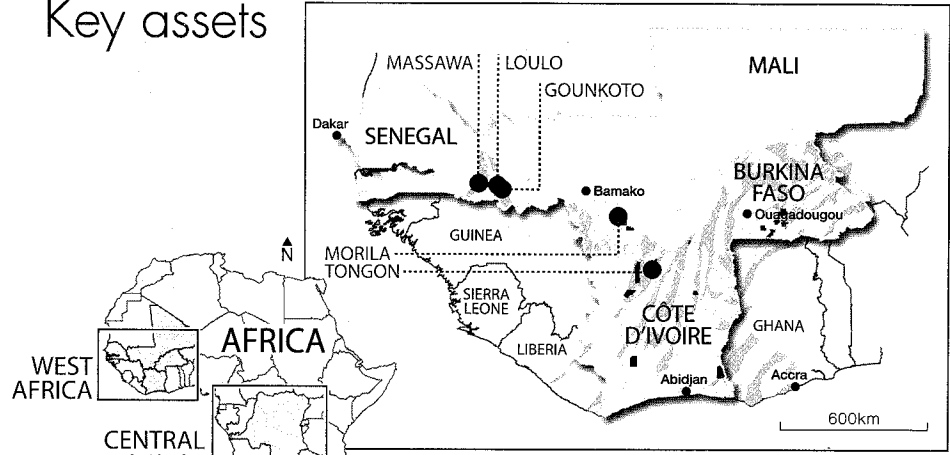 Key assets
MASSAWA
LOULO
GOUNKOTO
MALI
Dakar
SENEGAL
BURKINA
FASO
Bamako
Ouagadougou
GUINEA
N
MORILA
TONGON
SIERRA
LEONE
CÔTE
D'IVOIRE
GHANA
LIBERIA
AFRICA
WEST
AFRICA
Abidjan
Accra
600km
CENTRAL